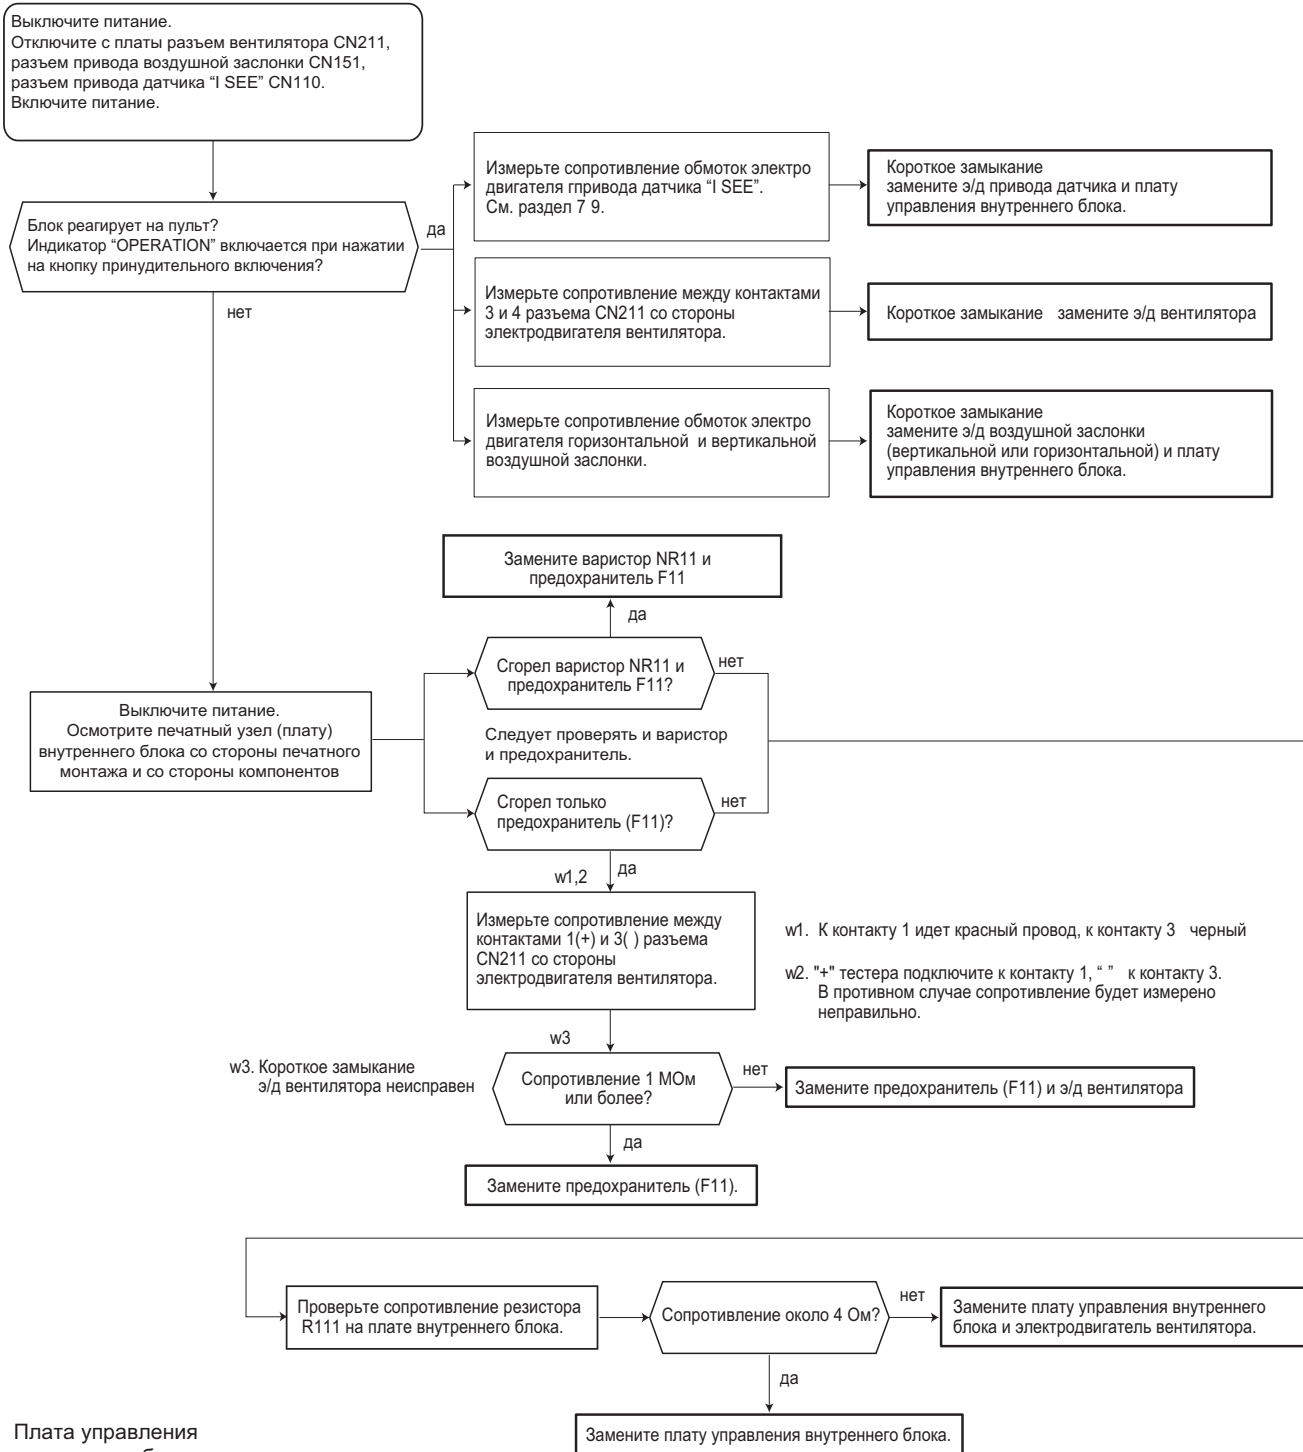 Выключите питание.
Отключите с платы разъем вентилятора CN211,
разъем привода воздушной заслонки CN151,
разъем привода датчика “I SEE” CN110.
Включите питание.
Блок реагирует на пульт?
Индикатор “OPERATION” включается при нажатии
на кнопку принудительного включения?
да
нет
Измерьте сопротивление обмоток электро
двигателя гпривода датчика “I SEE”.
См. раздел 7 9.
Короткое замыкание
замените э/д привода датчика и плату
управления внутреннего блока.
Измерьте сопротивление между контактами
3 и 4 разъема CN211 со стороны
электродвигателя вентилятора.
Короткое замыкание замените э/д вентилятора
Измерьте сопротивление обмоток электро
двигателя горизонтальной и вертикальной
воздушной заслонки.
Короткое замыкание
замените э/д воздушной заслонки
(вертикальной или горизонтальной) и плату
управления внутреннего блока.
Замените варистор NR11 и
предохранитель F11
да
Сгорел варистор NR11 и
предохранитель F11?
нет
Выключите питание.
Осмотрите печатный узел (плату)
внутреннего блока со стороны печатного
монтажа и со стороны компонентов
Следует проверять и варистор
и предохранитель.
Сгорел только
предохранитель (F11)?
нет
w1,2
да
Измерьте сопротивление между
контактами 1(+) и 3( ) разъема
CN211 со стороны
электродвигателя вентилятора.
w1. К контакту 1 идет красный провод, к контакту 3 черный
w2. "+" тестера подключите к контакту 1, “ ” к контакту 3.
В противном случае сопротивление будет измерено
неправильно.
w3
w3. Короткое замыкание
э/д вентилятора неисправен
Сопротивление 1 МОм
или более?
нет
Замените предохранитель (F11) и э/д вентилятора
да
Замените предохранитель (F11).
Проверьте сопротивление резистора
R111 на плате внутреннего блока.
Сопротивление около 4 Ом?
нет
Замените плату управления внутреннего
блока и электродвигатель вентилятора.
да
Замените плату управления внутреннего блока.
Плата управления